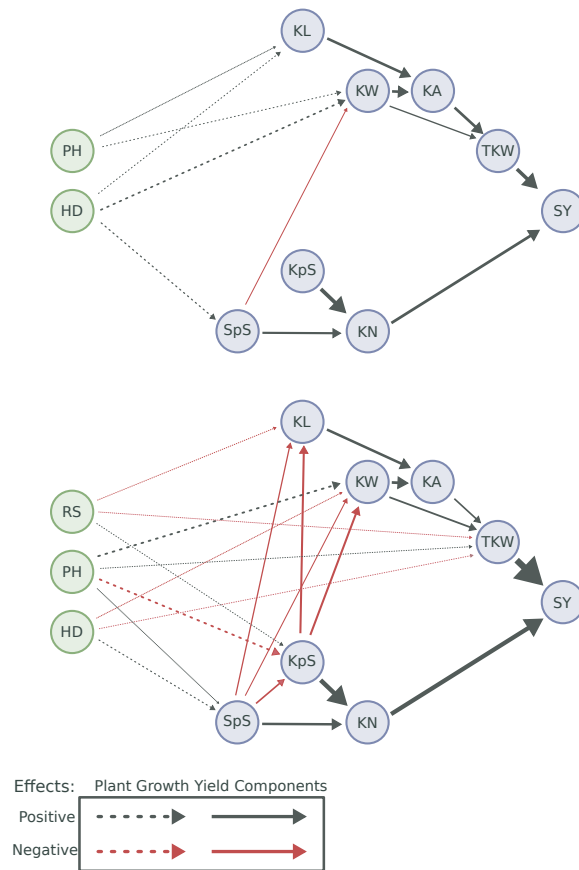 KL
KW
KA
PH
TKW
HD
SY
KpS
SpS
KN
KL
KW
KA
RS
TKW
PH
SY
HD
KpS
SpS
KN
Effects: Plant Growth Yield Components
Positive
Negative